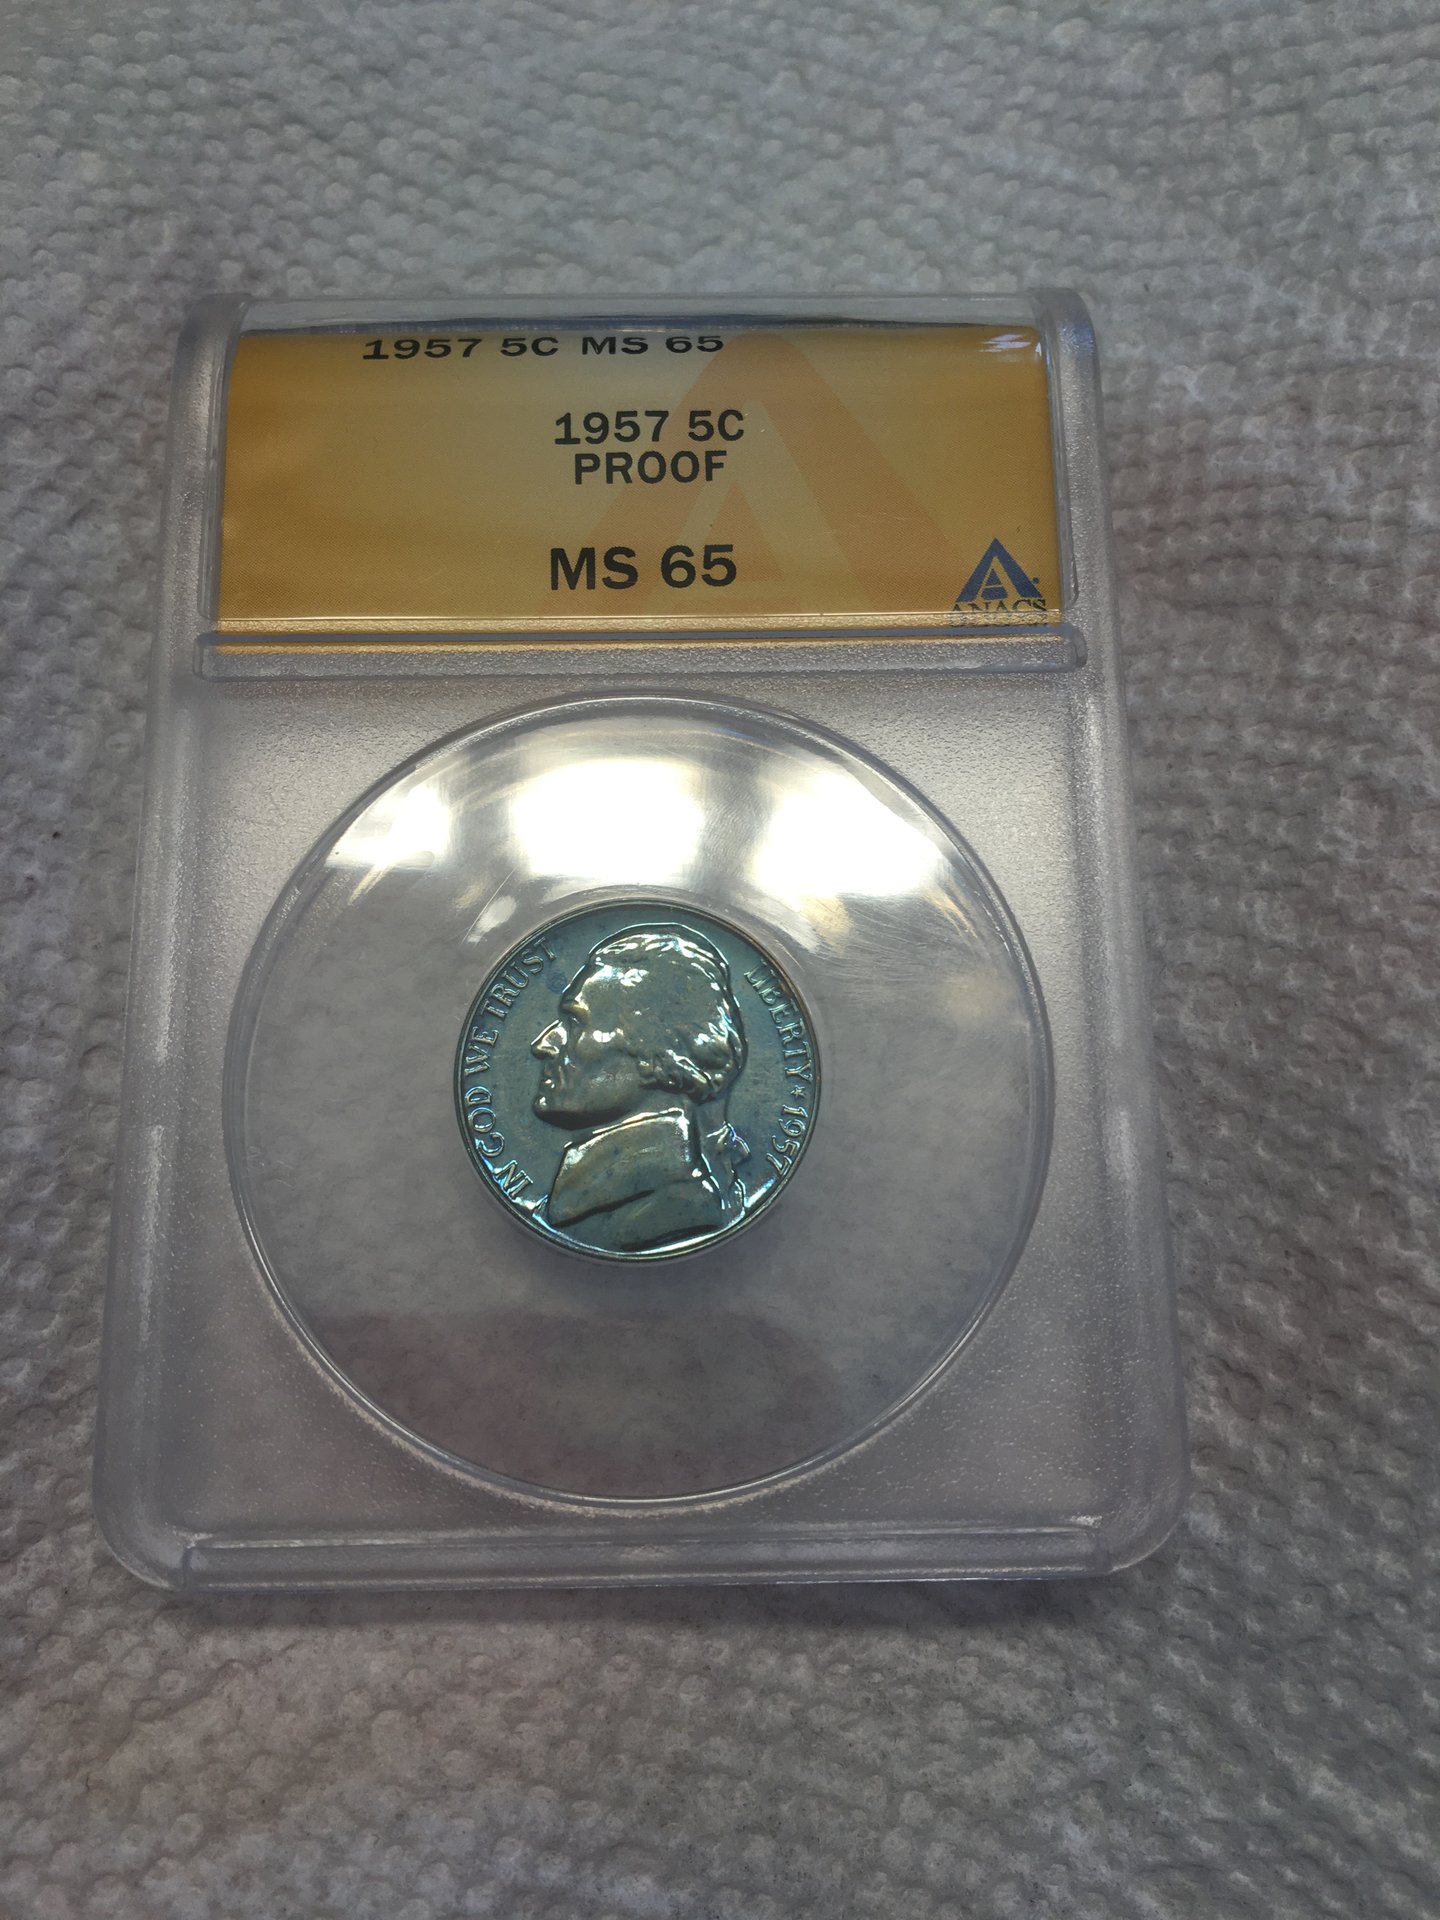 1957 5C MS 65
1957 5C
PROOF
MS 65
ANACS
IN GOD WE TRUST
LIBERTY ★ 1957